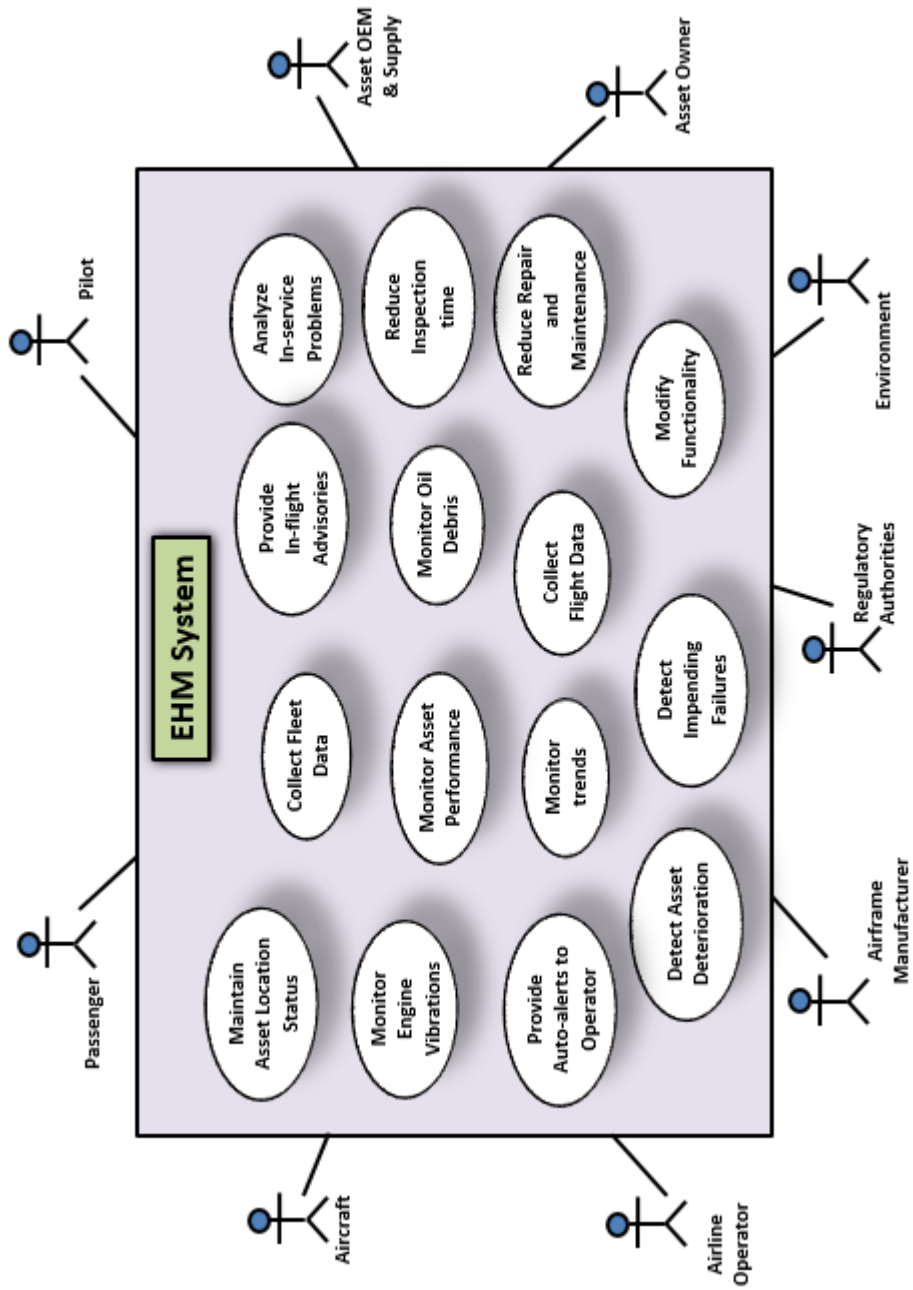 Passenger
Pilot
EHM System
Aircraft
Maintain
Asset Location
Status
Collect Fleet
Data
Provide
In-flight
Advisories
Analyze
In-service
Problems
Asset OEM
& Supply
Monitor
Engine
Vibrations
Monitor Asset
Performance
Monitor Oil
Debris
Reduce
Inspection
time
Airline
Operator
Provide
Auto-alerts to
Operator
Monitor
trends
Collect
Flight Data
Reduce Repair
and
Maintenance
Asset Owner
Detect Asset
Deterioration
Detect
Impending
Failures
Modify
Functionality
Airframe
Manufacturer
Regulatory
Authorities
Environment